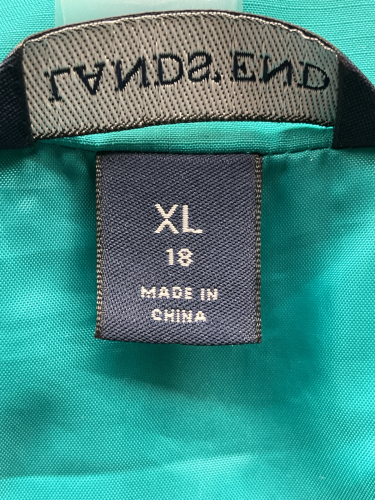 LANDS' END
XL
18
MADE IN
CHINA